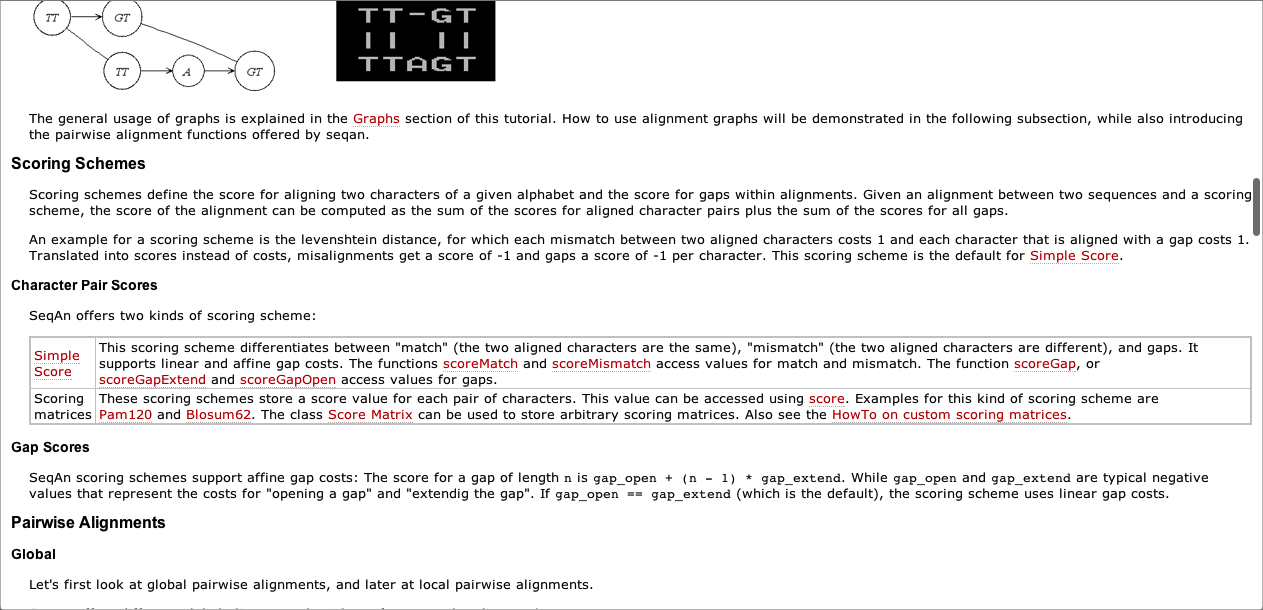 TT
GT
TT
A
GT
TT-GT
|| ||
TTAGT
The general usage of graphs is explained in the Graphs section of this tutorial. How to use alignment graphs will be demonstrated in the following subsection, while also introducing
the pairwise alignment functions offered by seqan.
Scoring Schemes
Scoring schemes define the score for aligning two characters of a given alphabet and the score for gaps within alignments. Given an alignment between two sequences and a scoring
scheme, the score of the alignment can be computed as the sum of the scores for aligned character pairs plus the sum of the scores for all gaps.
An example for a scoring scheme is the levenshtein distance, for which each mismatch between two aligned characters costs 1 and each character that is aligned with a gap costs 1.
Translated into scores instead of costs, misalignments get a score of -1 and gaps a score of -1 per character. This scoring scheme is the default for Simple Score.
Character Pair Scores
SeqAn offers two kinds of scoring scheme:
Simple
Score
This scoring scheme differentiates between "match" (the two aligned characters are the same), "mismatch" (the two aligned characters are different), and gaps. It
supports linear and affine gap costs. The functions scoreMatch and scoreMismatch access values for match and mismatch. The function scoreGap, or
scoreGapExtend and scoreGapOpen access values for gaps.
Scoring
matrices
These scoring schemes store a score value for each pair of characters. This value can be accessed using score. Examples for this kind of scoring scheme are
Pam120 and Blosum62. The class Score Matrix can be used to store arbitrary scoring matrices. Also see the HowTo on custom scoring matrices.
Gap Scores
SeqAn scoring schemes support affine gap costs: The score for a gap of length n is gap_open + (n - 1) * gap_extend. While gap_open and gap_extend are typical negative
values that represent the costs for "opening a gap" and "extendig the gap". If gap_open == gap_extend (which is the default), the scoring scheme uses linear gap costs.
Pairwise Alignments
Global
Let's first look at global pairwise alignments, and later at local pairwise alignments.